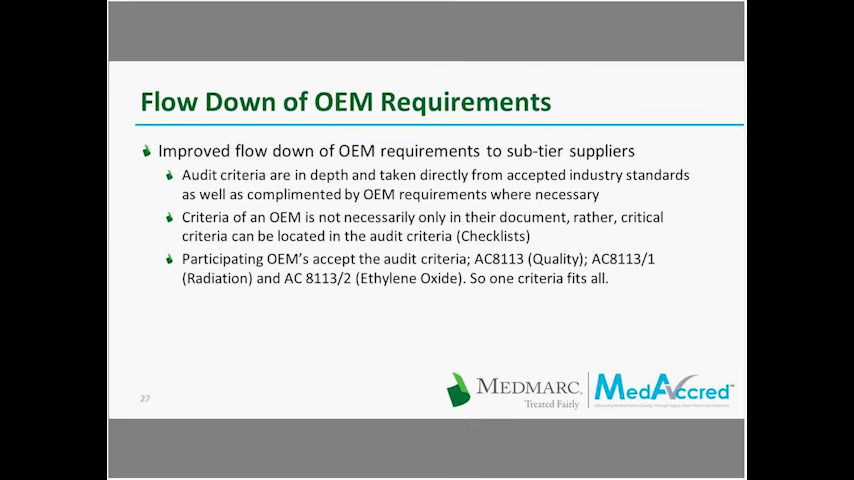 Flow Down of OEM Requirements
Improved flow down of OEM requirements to sub-tier suppliers
Audit criteria are in depth and taken directly from accepted industry standards
as well as complimented by OEM requirements where necessary
Criteria of an OEM is not necessarily only in their document, rather, critical
criteria can be located in the audit criteria (Checklists)
Participating OEM's accept the audit criteria; AC8113 (Quality); AC8113/1
(Radiation) and AC 8113/2 (Ethylene Oxide). So one criteria fits all.
27
MEDMARC®
Treated Fairly
MedAccred™